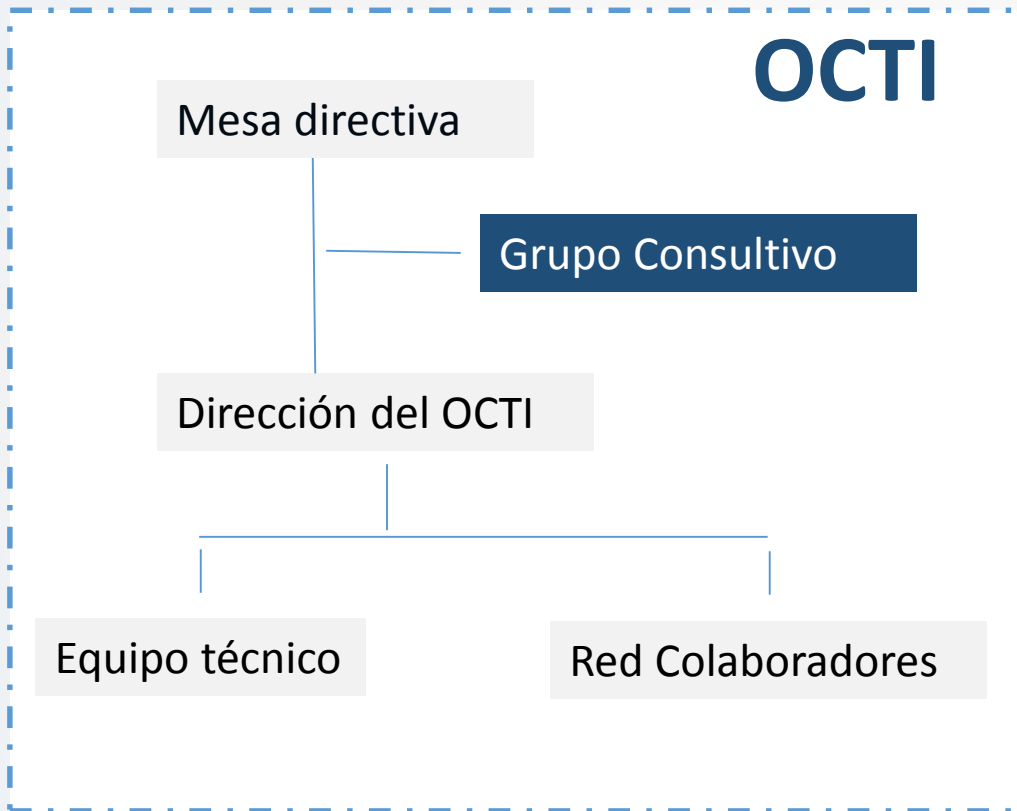 OCTI
Mesa directiva
Grupo Consultivo
Dirección del OCTI
Equipo técnico
Red Colaboradores